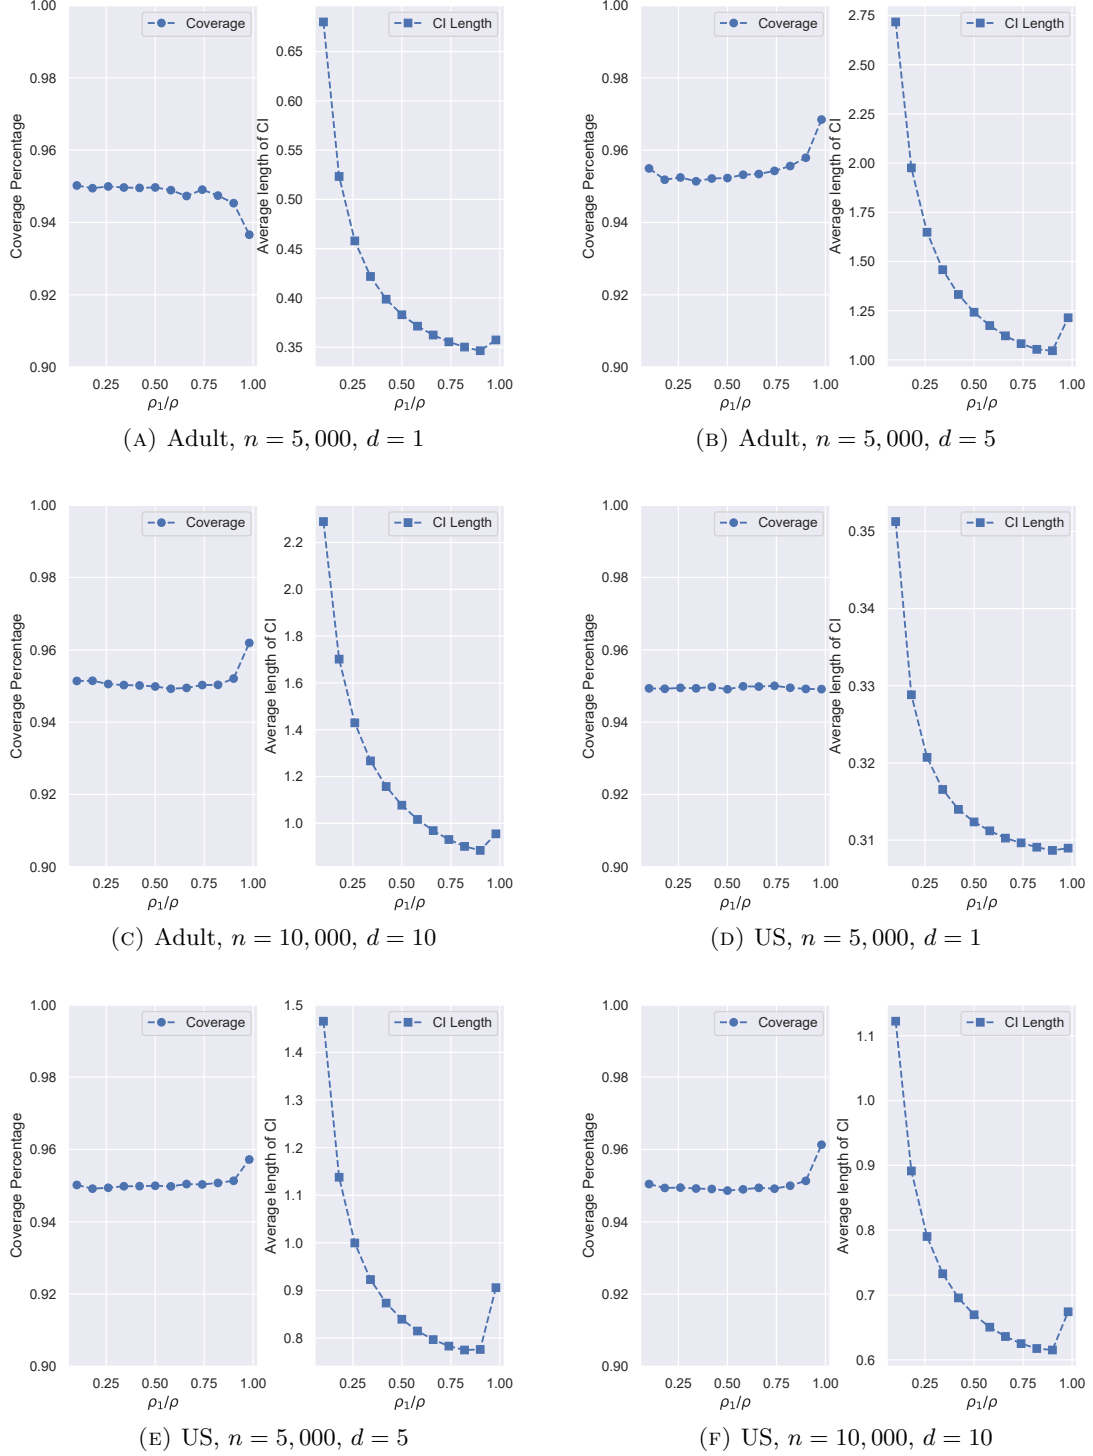 1.00
0.98
0.96
0.94
0.92
0.90
Coverage Percentage
Coverage
0.25 0.50 0.75 1.00
ρ₁/ρ
0.65
0.60
0.55
0.50
0.45
0.40
0.35
Average length of CI
CI Length
0.25 0.50 0.75 1.00
ρ₁/ρ
(A) Adult, n = 5,000, d = 1
1.00
0.98
0.96
0.94
0.92
0.90
Coverage Percentage
Coverage
0.25 0.50 0.75 1.00
ρ₁/ρ
2.75
2.50
2.25
2.00
1.75
1.50
1.25
1.00
Average length of CI
CI Length
0.25 0.50 0.75 1.00
ρ₁/ρ
(B) Adult, n = 5,000, d = 5
1.00
0.98
0.96
0.94
0.92
0.90
Coverage Percentage
Coverage
0.25 0.50 0.75 1.00
ρ₁/ρ
2.2
2.0
1.8
1.6
1.4
1.2
1.0
Average length of CI
CI Length
0.25 0.50 0.75 1.00
ρ₁/ρ
(C) Adult, n = 10,000, d = 10
1.00
0.98
0.96
0.94
0.92
0.90
Coverage Percentage
Coverage
0.25 0.50 0.75 1.00
ρ₁/ρ
0.35
0.34
0.33
0.32
0.31
Average length of CI
CI Length
0.25 0.50 0.75 1.00
ρ₁/ρ
(D) US, n = 5,000, d = 1
1.00
0.98
0.96
0.94
0.92
0.90
Coverage Percentage
Coverage
0.25 0.50 0.75 1.00
ρ₁/ρ
1.5
1.4
1.3
1.2
1.1
1.0
0.9
0.8
Average length of CI
CI Length
0.25 0.50 0.75 1.00
ρ₁/ρ
(E) US, n = 5,000, d = 5
1.00
0.98
0.96
0.94
0.92
0.90
Coverage Percentage
Coverage
0.25 0.50 0.75 1.00
ρ₁/ρ
1.1
1.0
0.9
0.8
0.7
0.6
Average length of CI
CI Length
0.25 0.50 0.75 1.00
ρ₁/ρ
(F) US, n = 10,000, d = 10